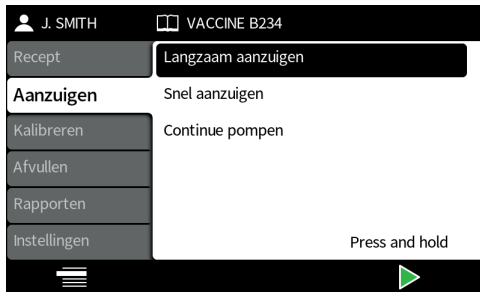 J. SMITH
VACCINE B234
Recept
Aanzuigen
Kalibreren
Afvullen
Rapporten
Instellingen
Langzaam aanzuigen
Snel aanzuigen
Continue pompen
Press and hold